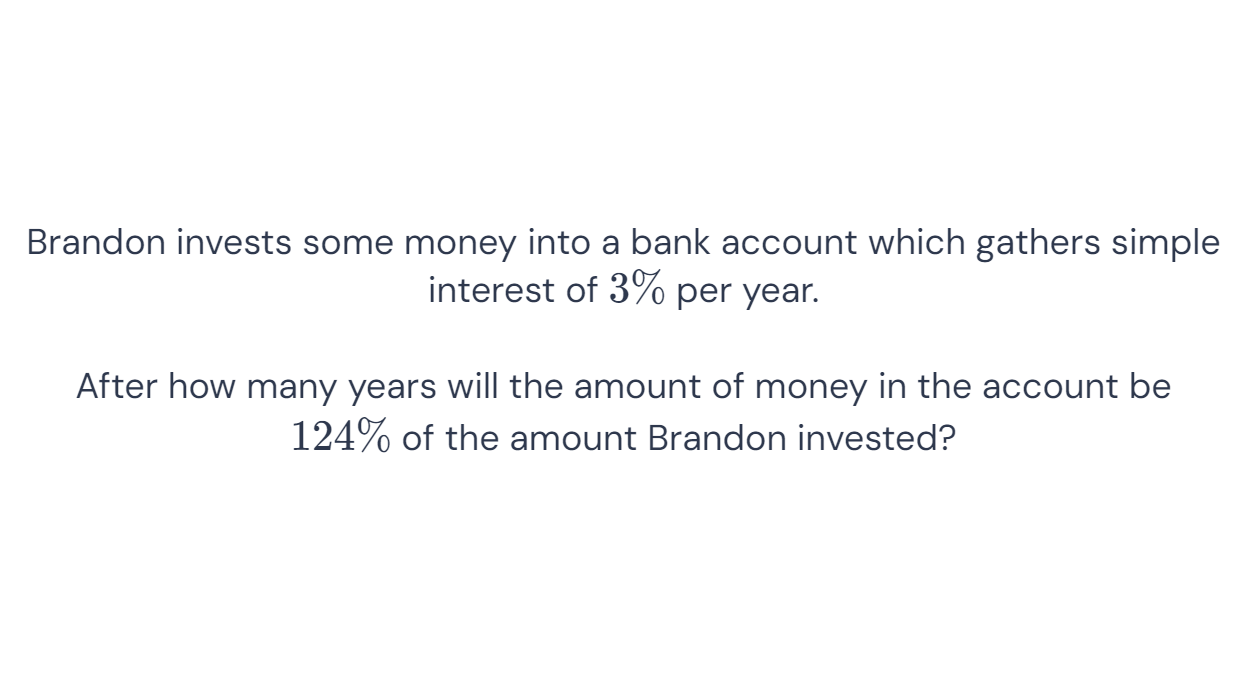 Brandon invests some money into a bank account which gathers simple
interest of 3% per year.
After how many years will the amount of money in the account be
124% of the amount Brandon invested?